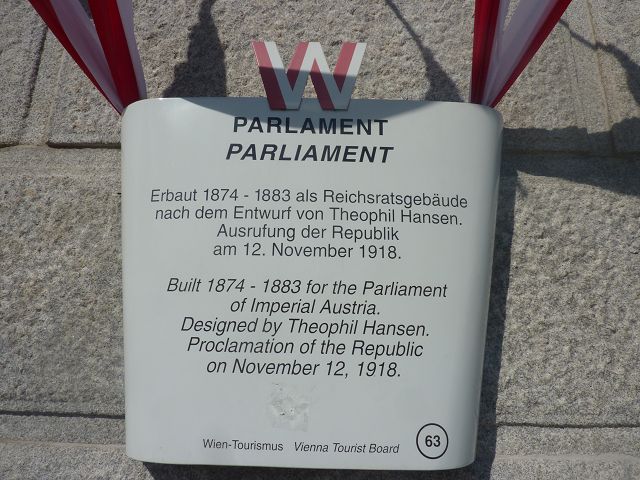 W
PARLAMENT
PARLIAMENT
Erbaut 1874 - 1883 als Reichsratsgebäude
nach dem Entwurf von Theophil Hansen.
Ausrufung der Republik
am 12. November 1918.
Built 1874 - 1883 for the Parliament
of Imperial Austria.
Designed by Theophil Hansen.
Proclamation of the Republic
on November 12, 1918.
Wien-Tourismus Vienna Tourist Board 63